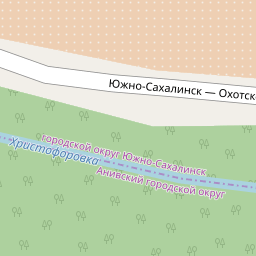 Южно-Сахалинск — Охотск
городской округ Южно-Сахалинск
Христофоровка
Анивский городской округ